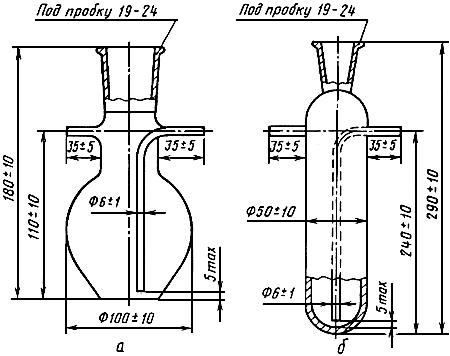 Под пробку 19-24
Под пробку 19-24
35±5
35±5
35±5
35±5
180±10
110±10
Ф6±1
5 max
Ф100±10
а
Ф50±10
240±10
290±10
Ф6±1
5 max
б